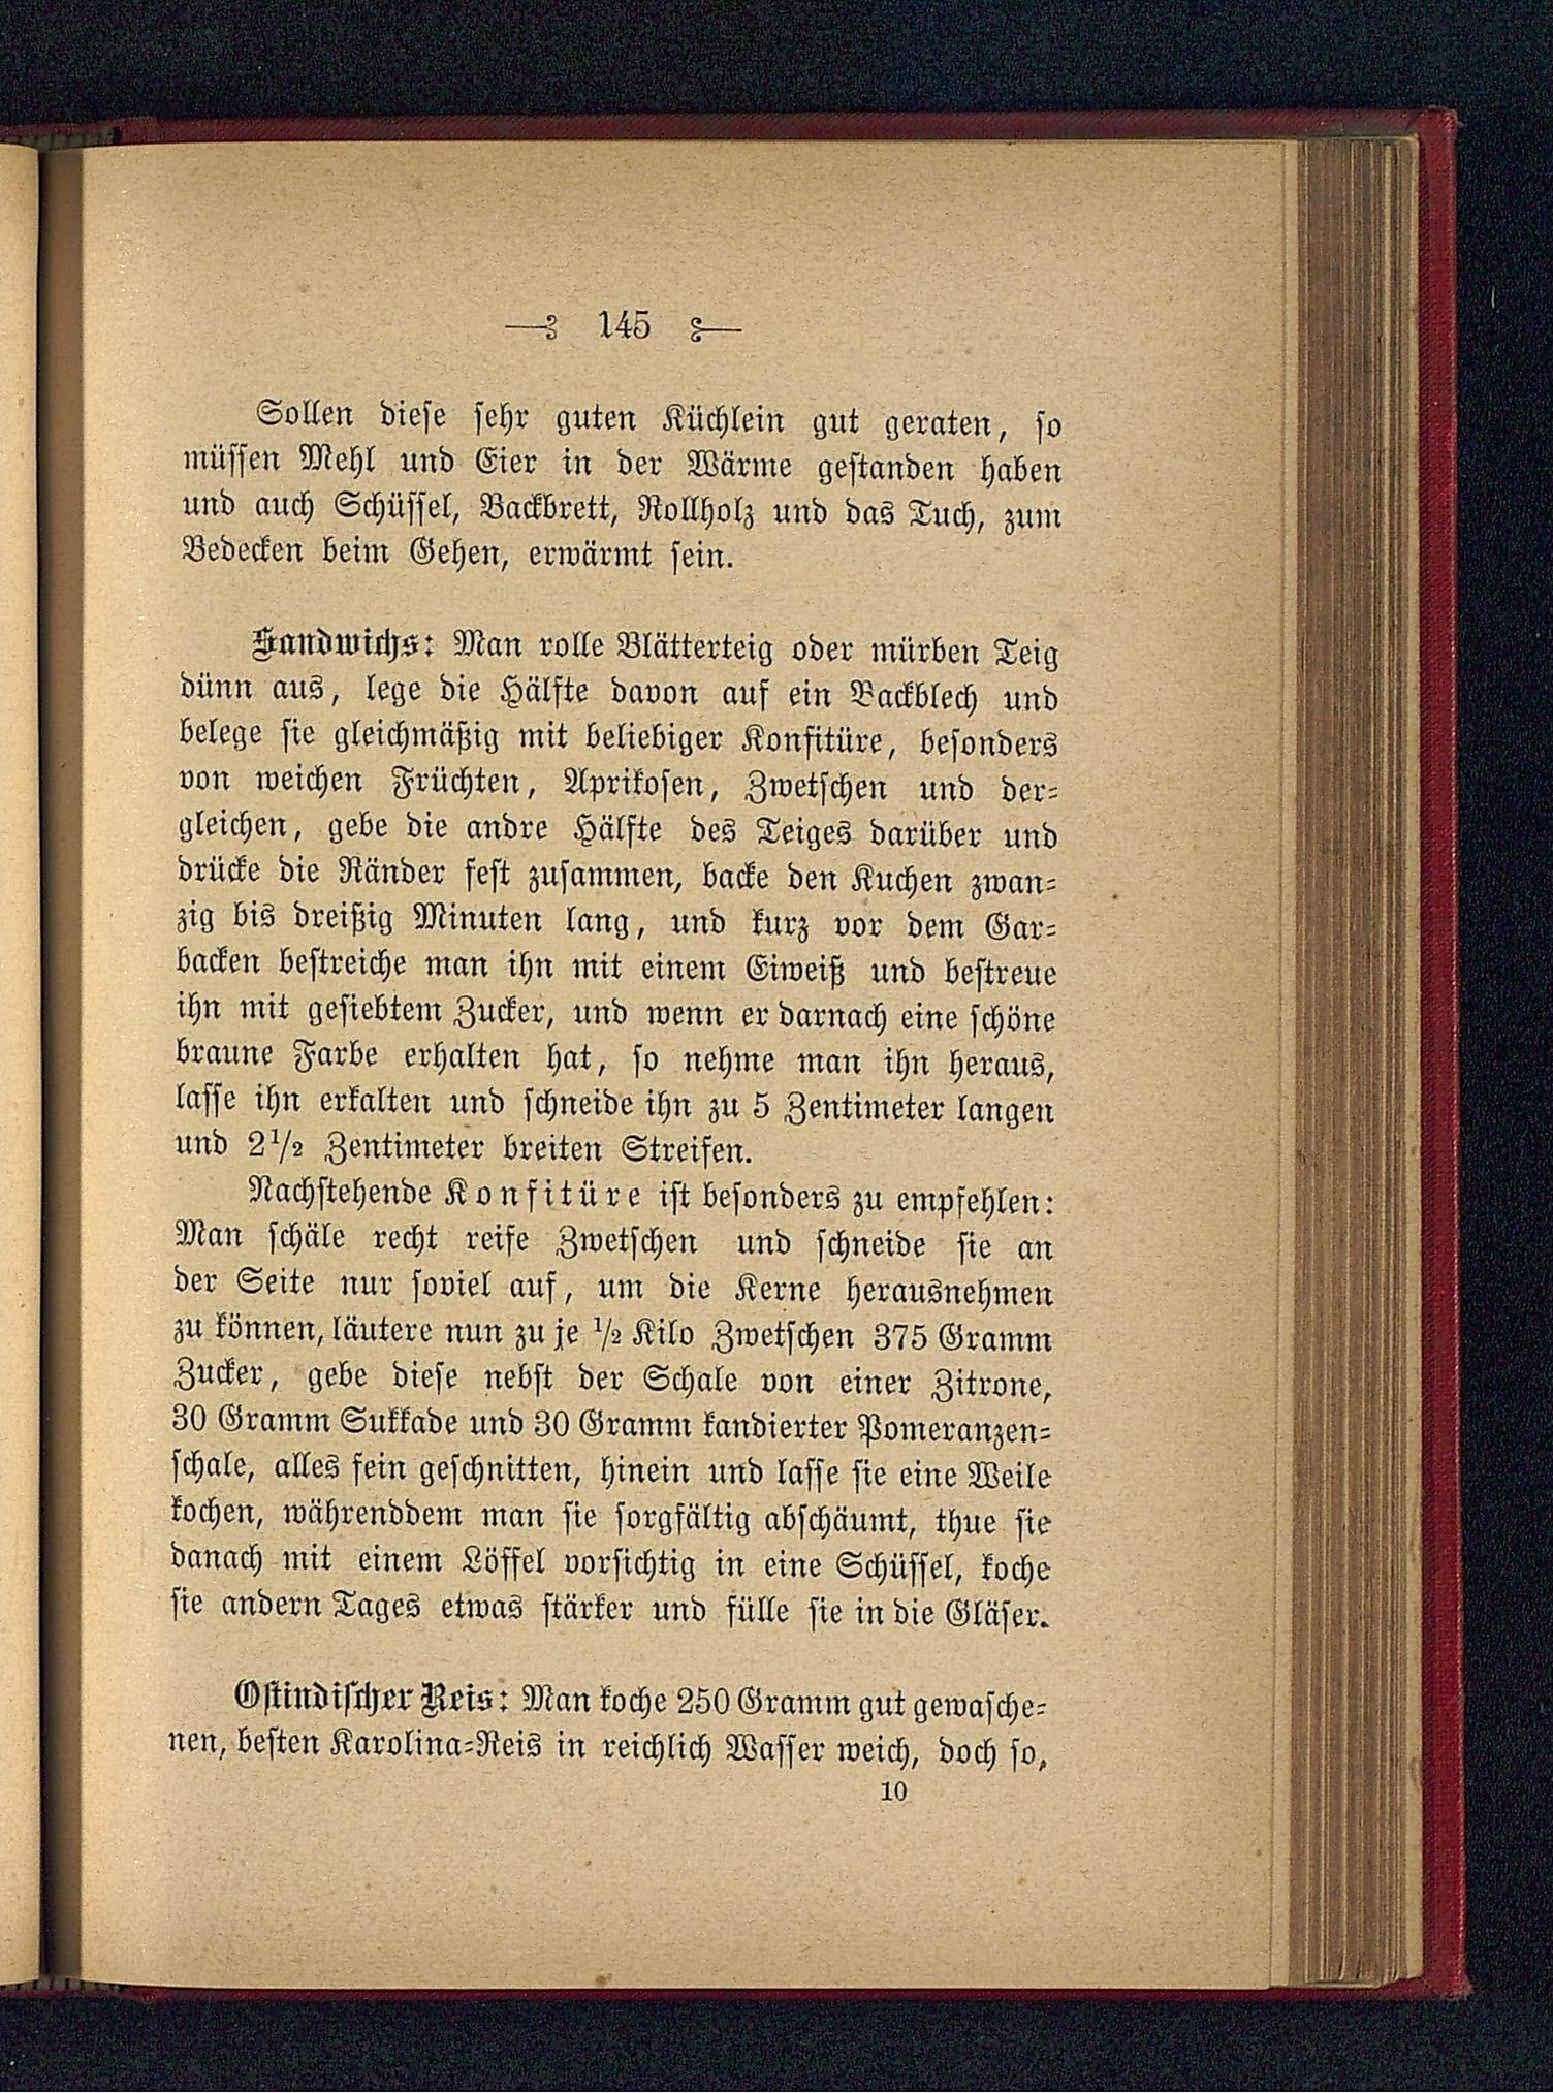 145
Sollen diese sehr guten Küchlein gut geraten, so
müssen Mehl und Eier in der Wärme gestanden haben
und auch Schüssel, Backbrett, Rollholz und das Tuch, zum
Bedecken beim Gehen, erwärmt sein.
Sandwichs: Man rolle Blätterteig oder mürben Teig
dünn aus, lege die Hälfte davon auf ein Backblech und
belege sie gleichmäßig mit beliebiger Konfitüre, besonders
von weichen Früchten, Aprikosen, Zwetschen und der-
gleichen, gebe die andre Hälfte des Teiges darüber und
drücke die Ränder fest zusammen, backe den Kuchen zwan-
zig bis dreißig Minuten lang, und kurz vor dem Gar-
backen bestreiche man ihn mit einem Eiweiß und bestreue
ihn mit gesiebtem Zucker, und wenn er darnach eine schöne
braune Farbe erhalten hat, so nehme man ihn heraus,
lasse ihn erkalten und schneide ihn zu 5 Zentimeter langen
und 2½ Zentimeter breiten Streifen.
Nachstehende Konfitüre ist besonders zu empfehlen:
Man schäle recht reife Zwetschen und schneide sie an
der Seite nur soviel auf, um die Kerne herausnehmen
zu können, läutere nun zu je ½ Kilo Zwetschen 375 Gramm
Zucker, gebe diese nebst der Schale von einer Zitrone,
30 Gramm Sukkade und 30 Gramm kandierter Pomeranzen-
schale, alles fein geschnitten, hinein und lasse sie eine Weile
kochen, währenddem man sie sorgfältig abschäumt, thue sie
danach mit einem Löffel vorsichtig in eine Schüssel, koche
sie andern Tages etwas stärker und fülle sie in die Gläser.
Ostindischer Reis: Man koche 250 Gramm gut gewasche-
nen, besten Karolina-Reis in reichlich Wasser weich, doch so,
10